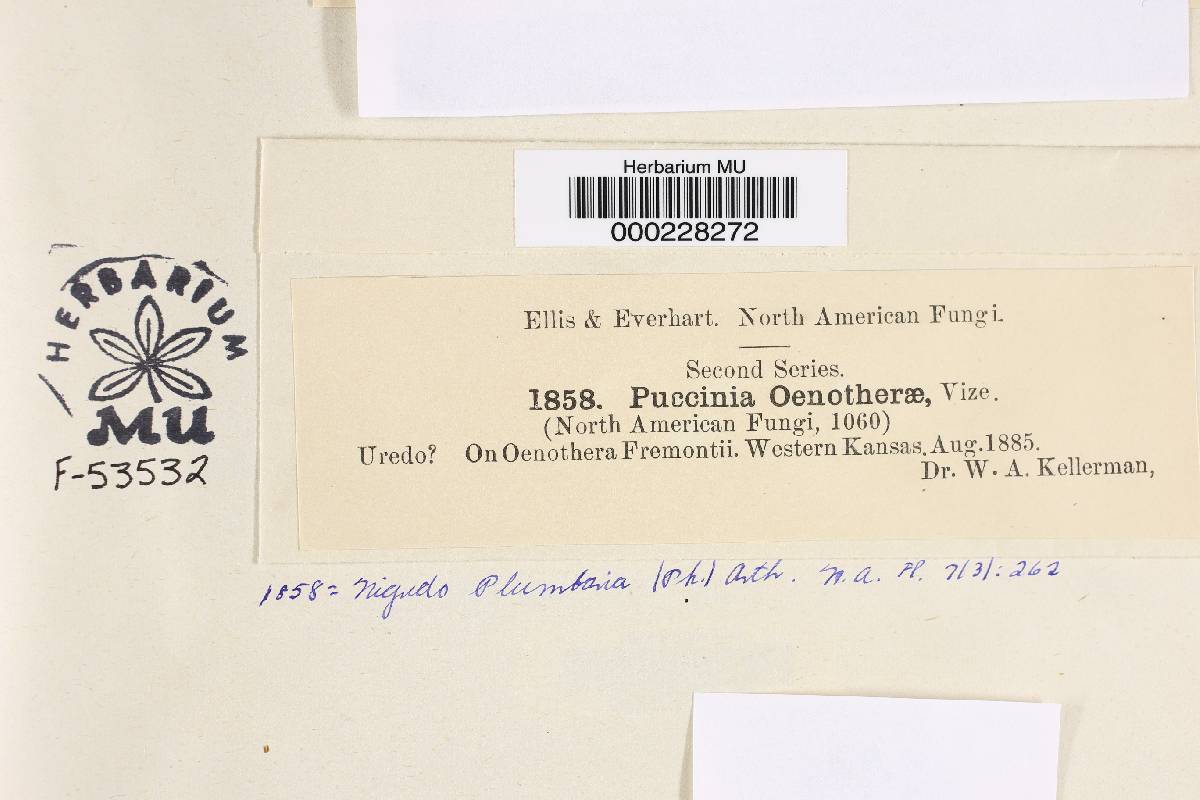 Herbarium MU
000228272
HERBARIUM
MU
F-53532
Ellis & Everhart. North American Fungi.
Second Series.
1858. Puccinia Oenotheræ, Vize.
(North American Fungi, 1060)
Uredo? On Oenothera Fremontii. Western Kansas, Aug. 1885.
Dr. W. A. Kellerman,
1858 = Nigredo Plumbaria (Ph.) Arth. N.A. Fl. 7(3): 262